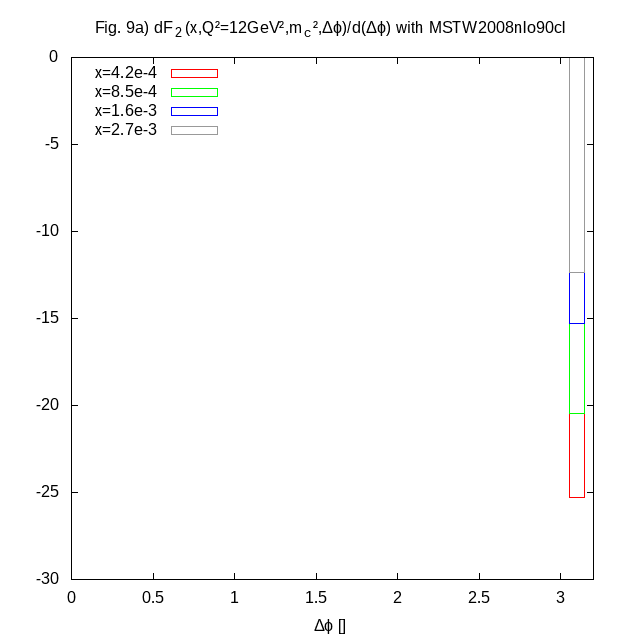 Fig. 9a) dF2(x,Q²=12GeV²,mc²,Δϕ)/d(Δϕ) with MSTW2008nlo90cl
x=4.2e-4
x=8.5e-4
x=1.6e-3
x=2.7e-3
0
-5
-10
-15
-20
-25
-30
0 0.5 1 1.5 2 2.5 3
Δϕ []